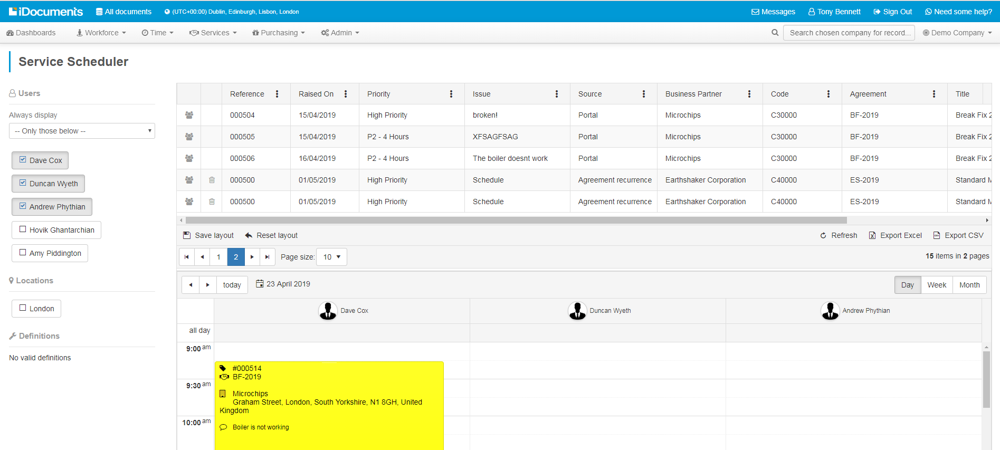 iDocuments All documents (UTC+00:00) Dublin, Edinburgh, Lisbon, London Messages Tony Bennett Sign Out Need some help?
Dashboards Workforce Time Services Purchasing Admin Search chosen company for record... Demo Company
Service Scheduler
Users
Always display
-- Only those below --
Dave Cox
Duncan Wyeth
Andrew Phythian
Hovik Ghantarchian
Amy Piddington
Locations
London
Definitions
No valid definitions
Reference Raised On Priority Issue Source Business Partner Code Agreement Title
000504 15/04/2019 High Priority broken! Portal Microchips C30000 BF-2019 Break Fix 2
000505 15/04/2019 P2 - 4 Hours XFSAGFSAG Portal Microchips C30000 BF-2019 Break Fix 2
000506 16/04/2019 P2 - 4 Hours The boiler doesnt work Portal Microchips C30000 BF-2019 Break Fix 2
000500 01/05/2019 High Priority Schedule Agreement recurrence Earthshaker Corporation C40000 ES-2019 Standard M
000500 01/05/2019 High Priority Schedule Agreement recurrence Earthshaker Corporation C40000 ES-2019 Standard M
Save layout Reset layout Refresh Export Excel Export CSV
1 2 Page size: 10 15 items in 2 pages
today 23 April 2019 Day Week Month
Dave Cox Duncan Wyeth Andrew Phythian
all day
9:00 am
#000514
BF-2019
9:30 am
Microchips
Graham Street, London, South Yorkshire, N1 8GH, United
Kingdom
10:00 am
Boiler is not working